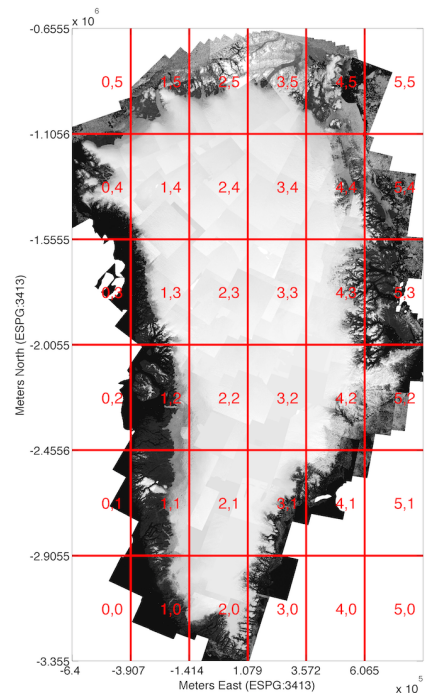 x 10 6
-0.6555
0,5 1,5 2,5 3,5 4,5 5,5
-1.1056
0,4 1,4 2,4 3,4 4,4 5,4
-1.5555
0,3 1,3 2,3 3,3 4,3 5,3
-2.0055
0,2 1,2 2,2 3,2 4,2 5,2
-2.4556
0,1 1,1 2,1 3,1 4,1 5,1
-2.9055
0,0 1,0 2,0 3,0 4,0 5,0
-3.355
Meters North (ESPG:3413)
-6.4 -3.907 -1.414 1.079 3.572 6.065
Meters East (ESPG:3413)
x 10 5